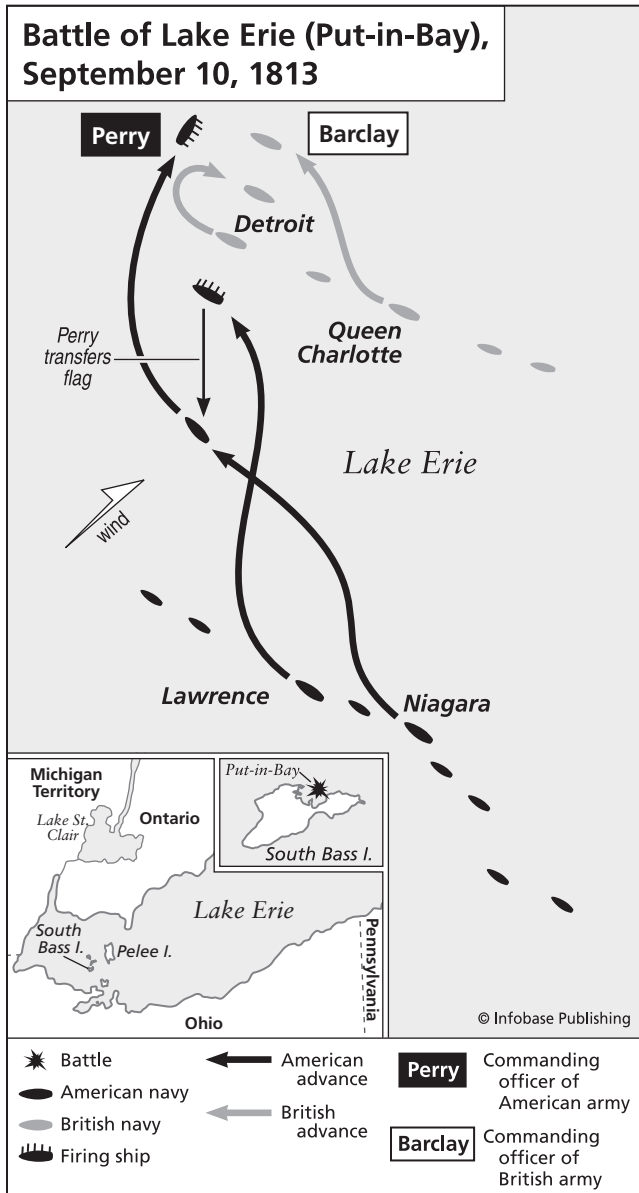 Battle of Lake Erie (Put-in-Bay),
September 10, 1813
Perry
Barclay
Detroit
Queen
Charlotte
Perry
transfers
flag
Lake Erie
wind
Lawrence
Niagara
Michigan
Territory
Lake St.
Clair
Ontario
Put-in-Bay
South Bass I.
Lake Erie
South
Bass I.
Pelee I.
Pennsylvania
Ohio
© Infobase Publishing
Battle
American navy
British navy
Firing ship
American
advance
British
advance
Perry
Commanding
officer of
American army
Barclay
Commanding
officer of
British army